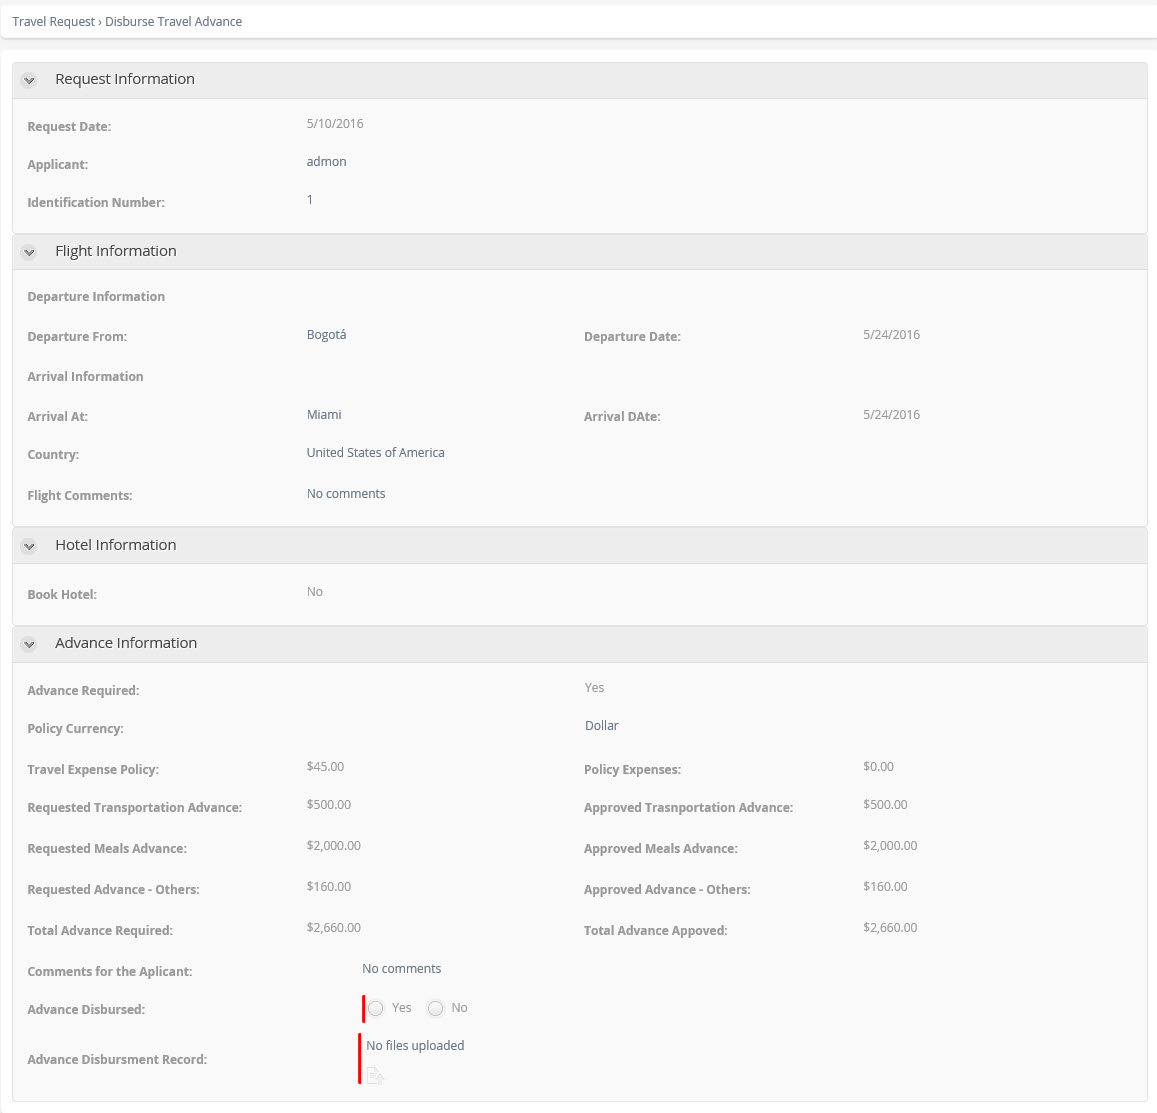 Travel Request › Disburse Travel Advance
Request Information
Request Date: 5/10/2016
Applicant: admon
Identification Number: 1
Flight Information
Departure Information
Departure From: Bogotá Departure Date: 5/24/2016
Arrival Information
Arrival At: Miami Arrival DAte: 5/24/2016
Country: United States of America
Flight Comments: No comments
Hotel Information
Book Hotel: No
Advance Information
Advance Required: Yes
Policy Currency: Dollar
Travel Expense Policy: $45.00 Policy Expenses: $0.00
Requested Transportation Advance: $500.00 Approved Trasnportation Advance: $500.00
Requested Meals Advance: $2,000.00 Approved Meals Advance: $2,000.00
Requested Advance - Others: $160.00 Approved Advance - Others: $160.00
Total Advance Required: $2,660.00 Total Advance Appoved: $2,660.00
Comments for the Aplicant: No comments
Advance Disbursed: Yes No
Advance Disbursment Record: No files uploaded